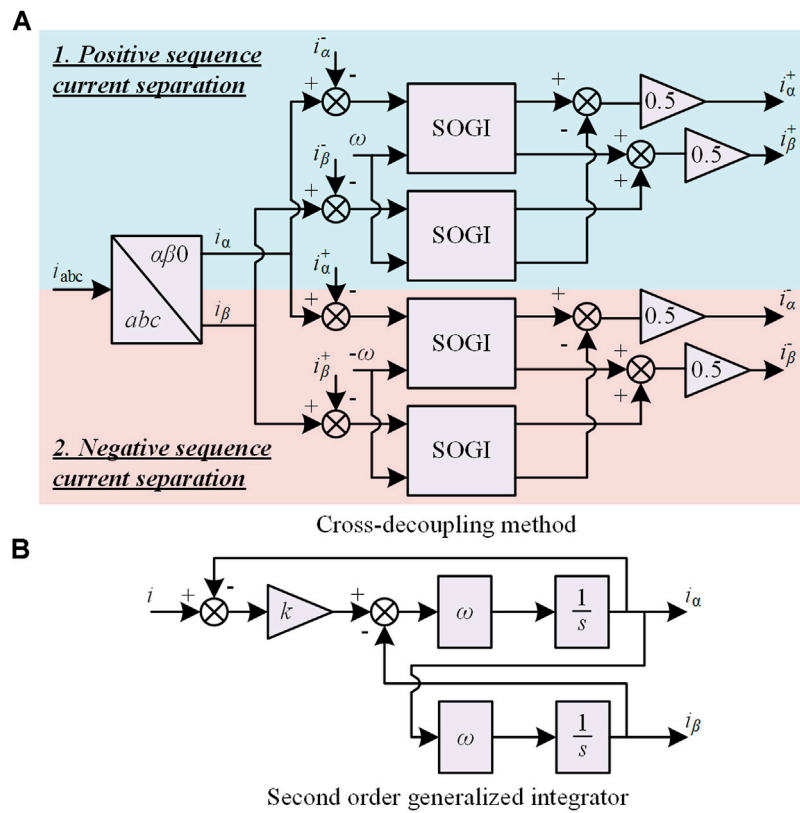 A
1. Positive sequence
current separation
i⁻α
+
-
SOGI
+
-
0.5
i⁺α
ω
i⁻β
+
-
SOGI
+
+
0.5
i⁺β
iabc
αβ0
abc
iα
iβ
i⁺α
+
-
SOGI
+
-
0.5
i⁻α
-ω
i⁺β
+
-
SOGI
+
+
0.5
i⁻β
2. Negative sequence
current separation
Cross-decoupling method
B
i
+
-
k
+
-
ω
1/s
iα
ω
1/s
iβ
Second order generalized integrator